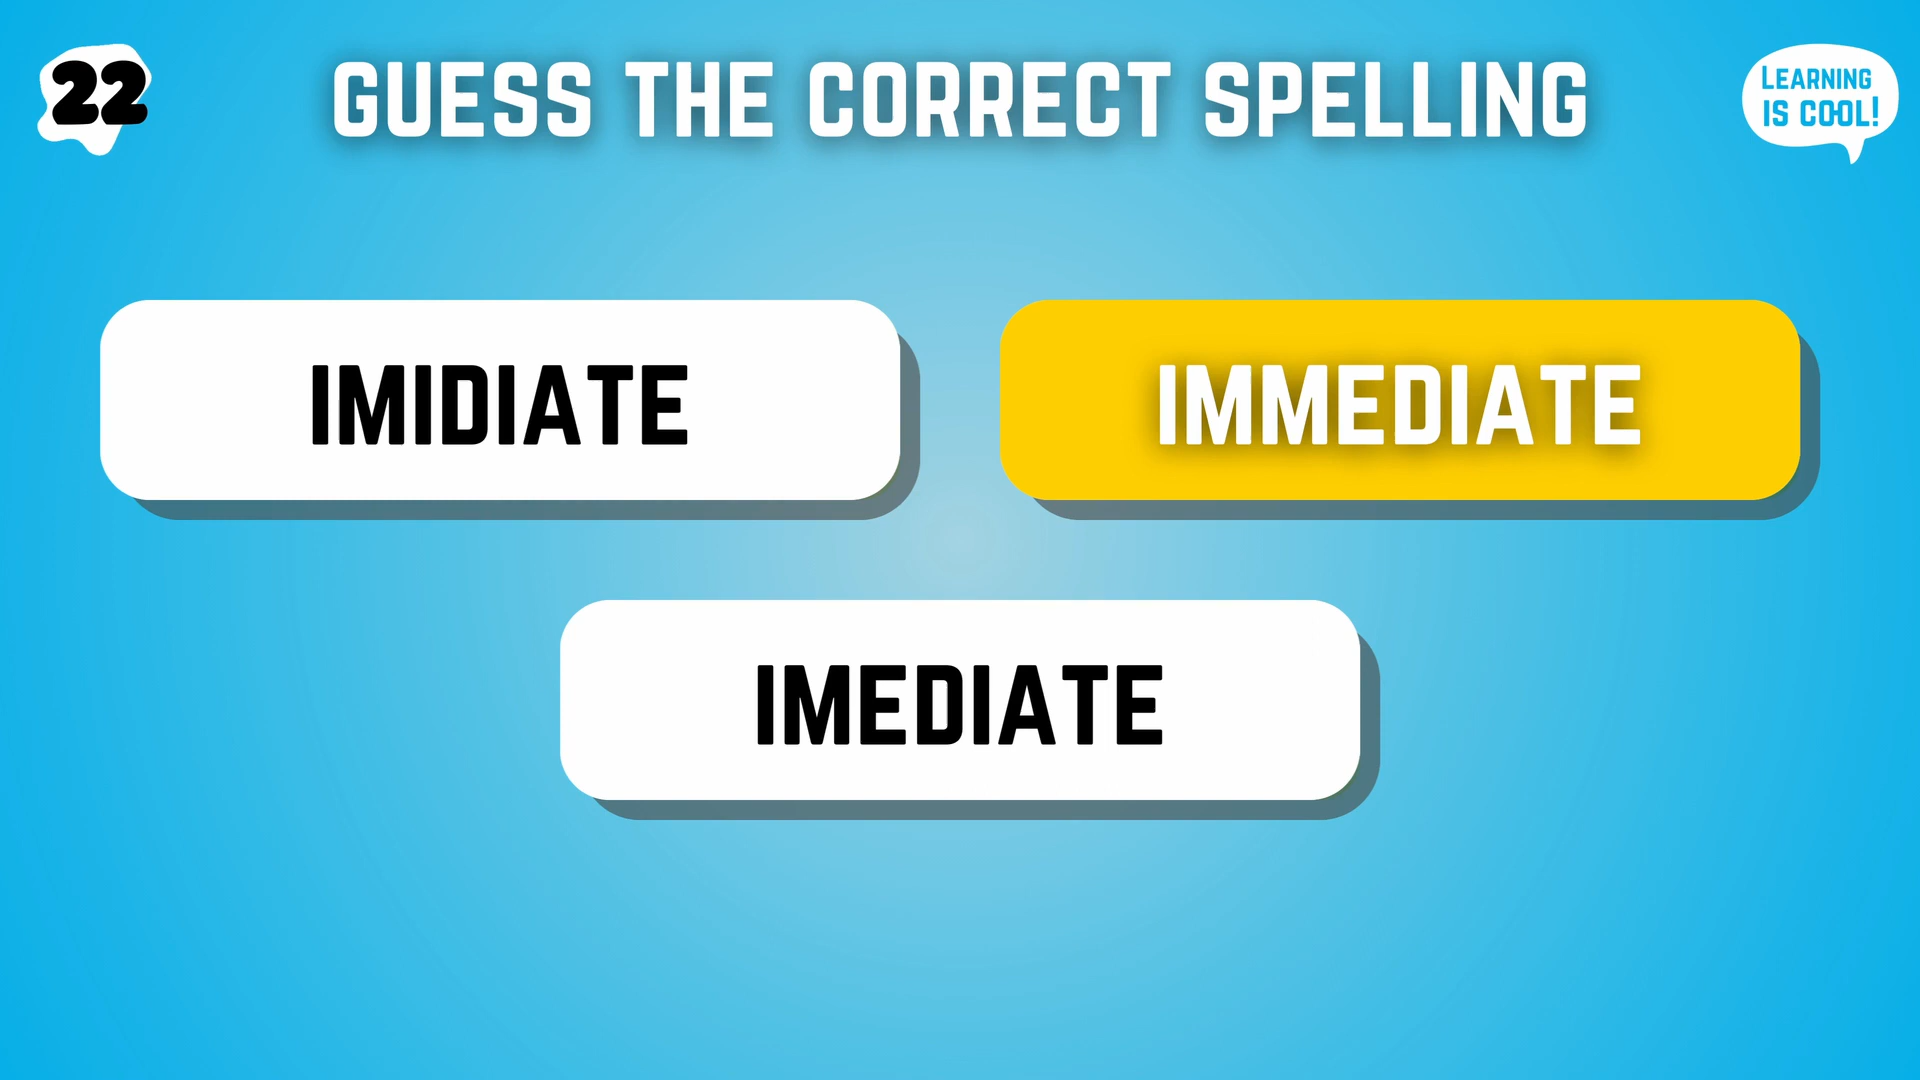 22
GUESS THE CORRECT SPELLING
LEARNING
IS COOL!
IMIDIATE
IMMEDIATE
IMEDIATE